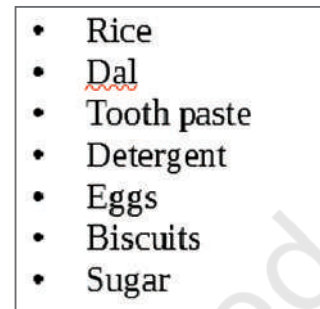 • Rice
• Dal
• Tooth paste
• Detergent
• Eggs
• Biscuits
• Sugar